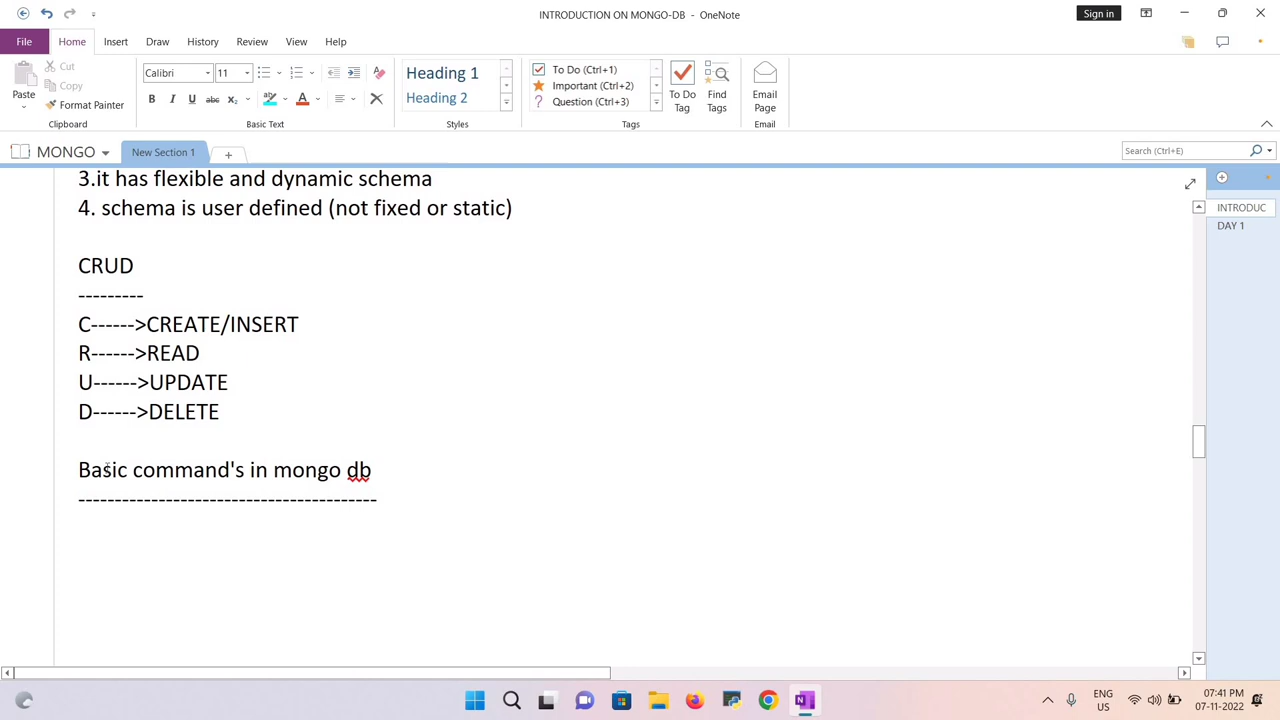 INTRODUCTION ON MONGO-DB - OneNote
Sign in
File Home Insert Draw History Review View Help
Paste
Cut
Copy
Format Painter
Clipboard
Calibri 11
B I U abc x₂ ab A
Basic Text
Heading 1
Heading 2
Styles
To Do (Ctrl+1)
Important (Ctrl+2)
? Question (Ctrl+3)
To Do Tag
Find Tags
Tags
Email Page
Email
MONGO
New Section 1
+
Search (Ctrl+E)
3.it has flexible and dynamic schema
4. schema is user defined (not fixed or static)
CRUD
---------
C------>CREATE/INSERT
R------>READ
U------>UPDATE
D------>DELETE
Basic command's in mongo db
-----------------------------------------
INTRODUC
DAY 1
ENG
US
07:41 PM
07-11-2022